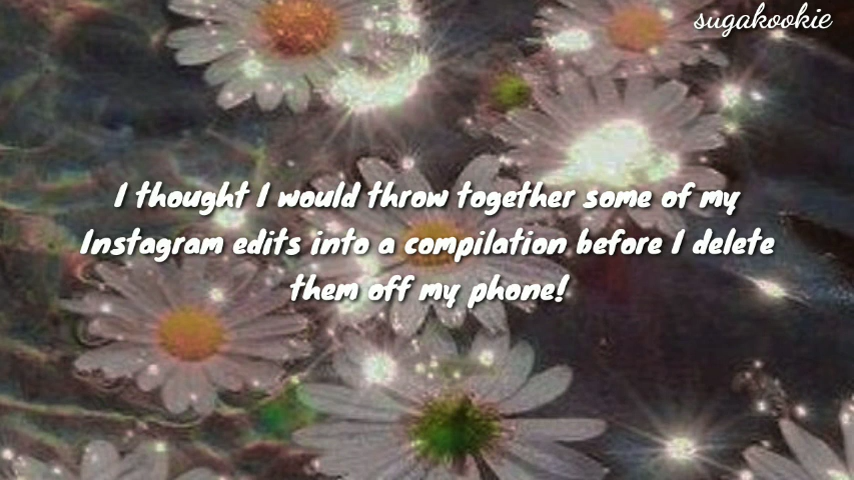 sugakookie
I thought I would throw together some of my
Instagram edits into a compilation before I delete
them off my phone!